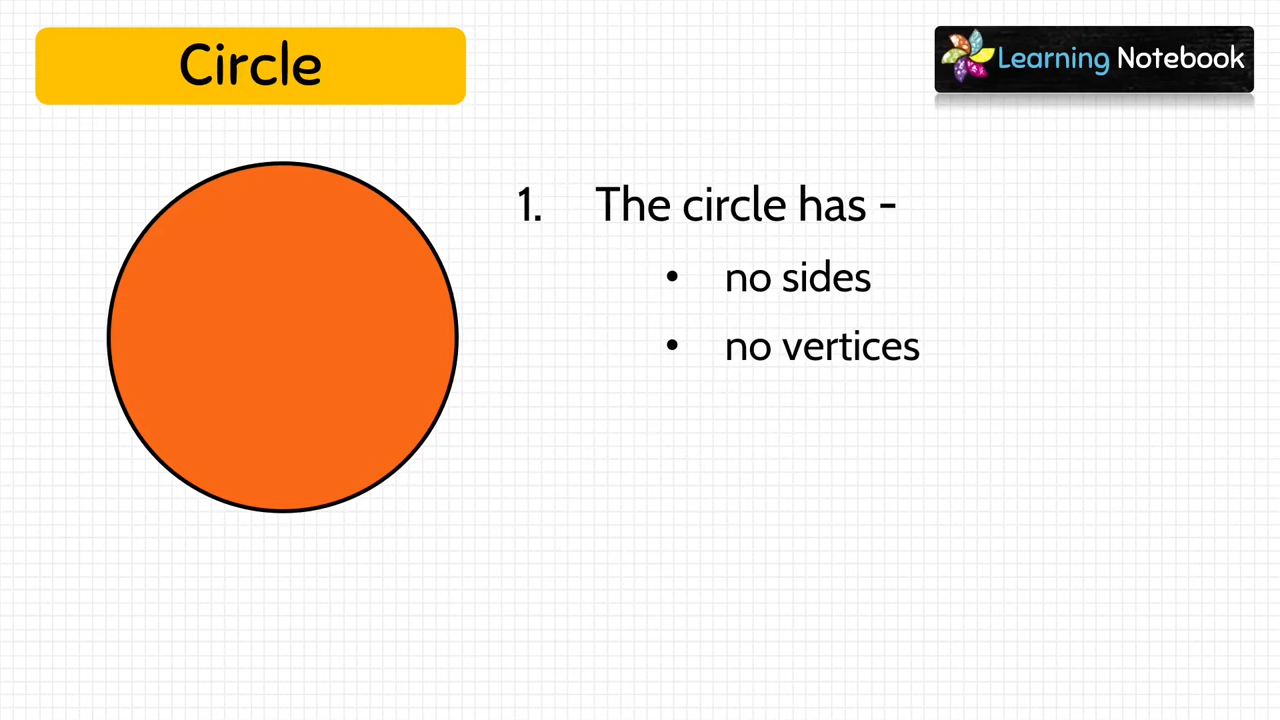 Circle
Learning Notebook
1. The circle has -
• no sides
• no vertices